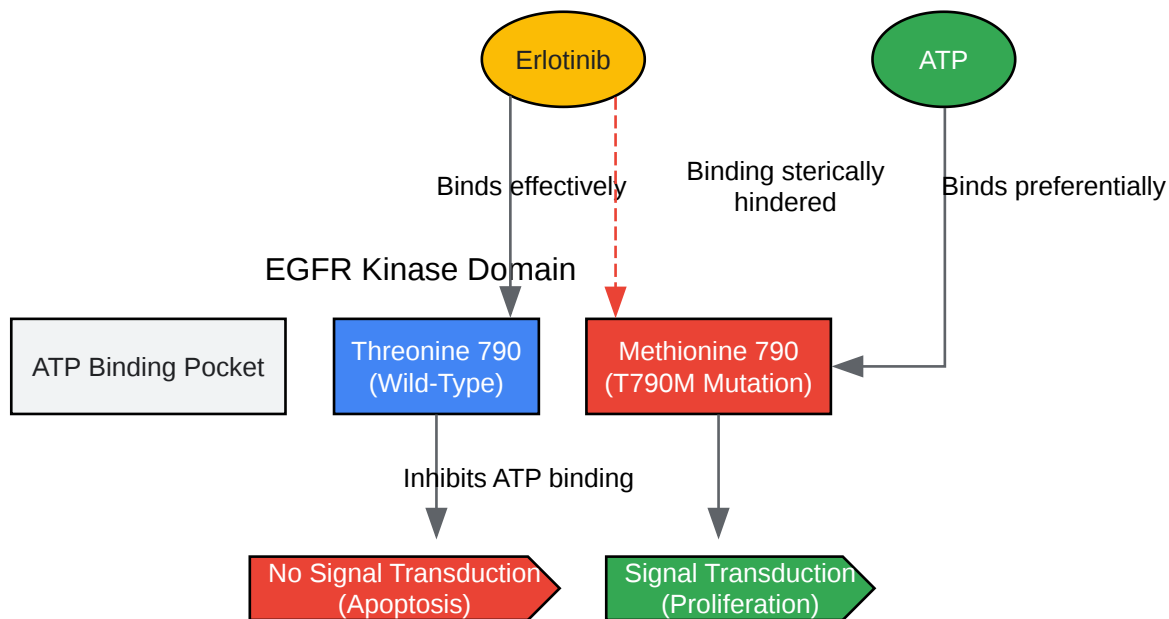 Erlotinib
ATP
Binds effectively
Binding sterically
hindered
Binds preferentially
EGFR Kinase Domain
ATP Binding Pocket
Threonine 790
(Wild-Type)
Methionine 790
(T790M Mutation)
Inhibits ATP binding
No Signal Transduction
(Apoptosis)
Signal Transduction
(Proliferation)